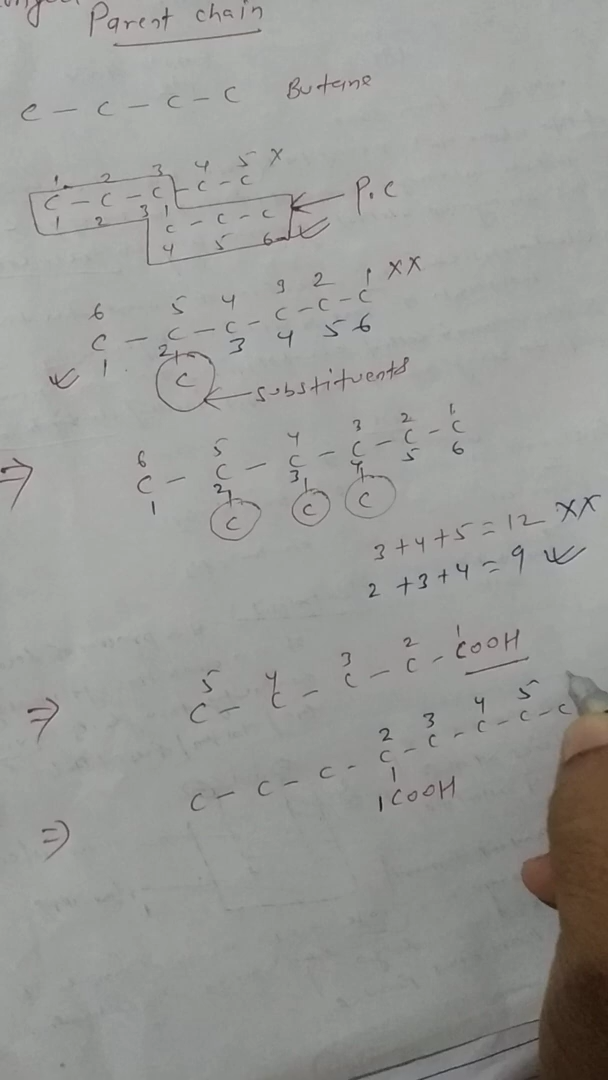 Parent chain
C - C - C - C Butane
1 2 3 4 5 X
C - C - C - C - C
1 2 3 1 P.C
C - C - C
4 5 6
6 5 4 3 2 1 XX
C - C - C - C - C - C
1 2 3 4 5 6
C substituents
6 5 4 3 2 1
⇒ C - C - C - C - C - C
1 2 3 4 5 6
C C C
3 + 4 + 5 = 12 XX
2 + 3 + 4 = 9
5 4 3 2 1
⇒ C - C - C - C - COOH
2 3 4 5
⇒ C - C - C - C - C - C - C - C
1 COOH